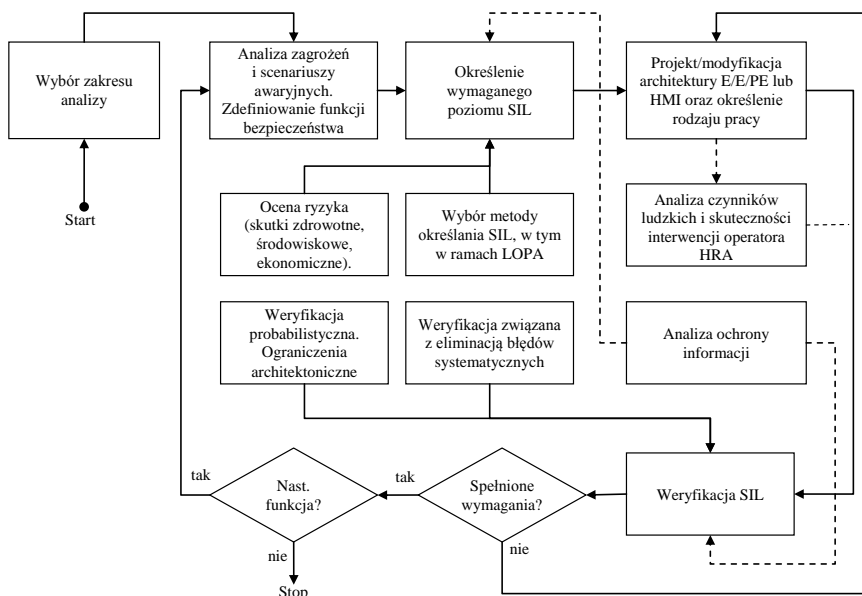 Wybór zakresu
analizy
Start
Analiza zagrożeń
i scenariuszy
awaryjnych.
Zdefiniowanie funkcji
bezpieczeństwa
Określenie
wymaganego
poziomu SIL
Projekt/modyfikacja
architektury E/E/PE lub
HMI oraz określenie
rodzaju pracy
Ocena ryzyka
(skutki zdrowotne,
środowiskowe,
ekonomiczne).
Wybór metody
określania SIL, w tym
w ramach LOPA
Analiza czynników
ludzkich i skuteczności
interwencji operatora
HRA
Weryfikacja
probabilistyczna.
Ograniczenia
architektoniczne
Weryfikacja związana
z eliminacją błędów
systematycznych
Analiza ochrony
informacji
tak
Nast.
funkcja?
nie
Stop
tak
Spełnione
wymagania?
nie
Weryfikacja SIL